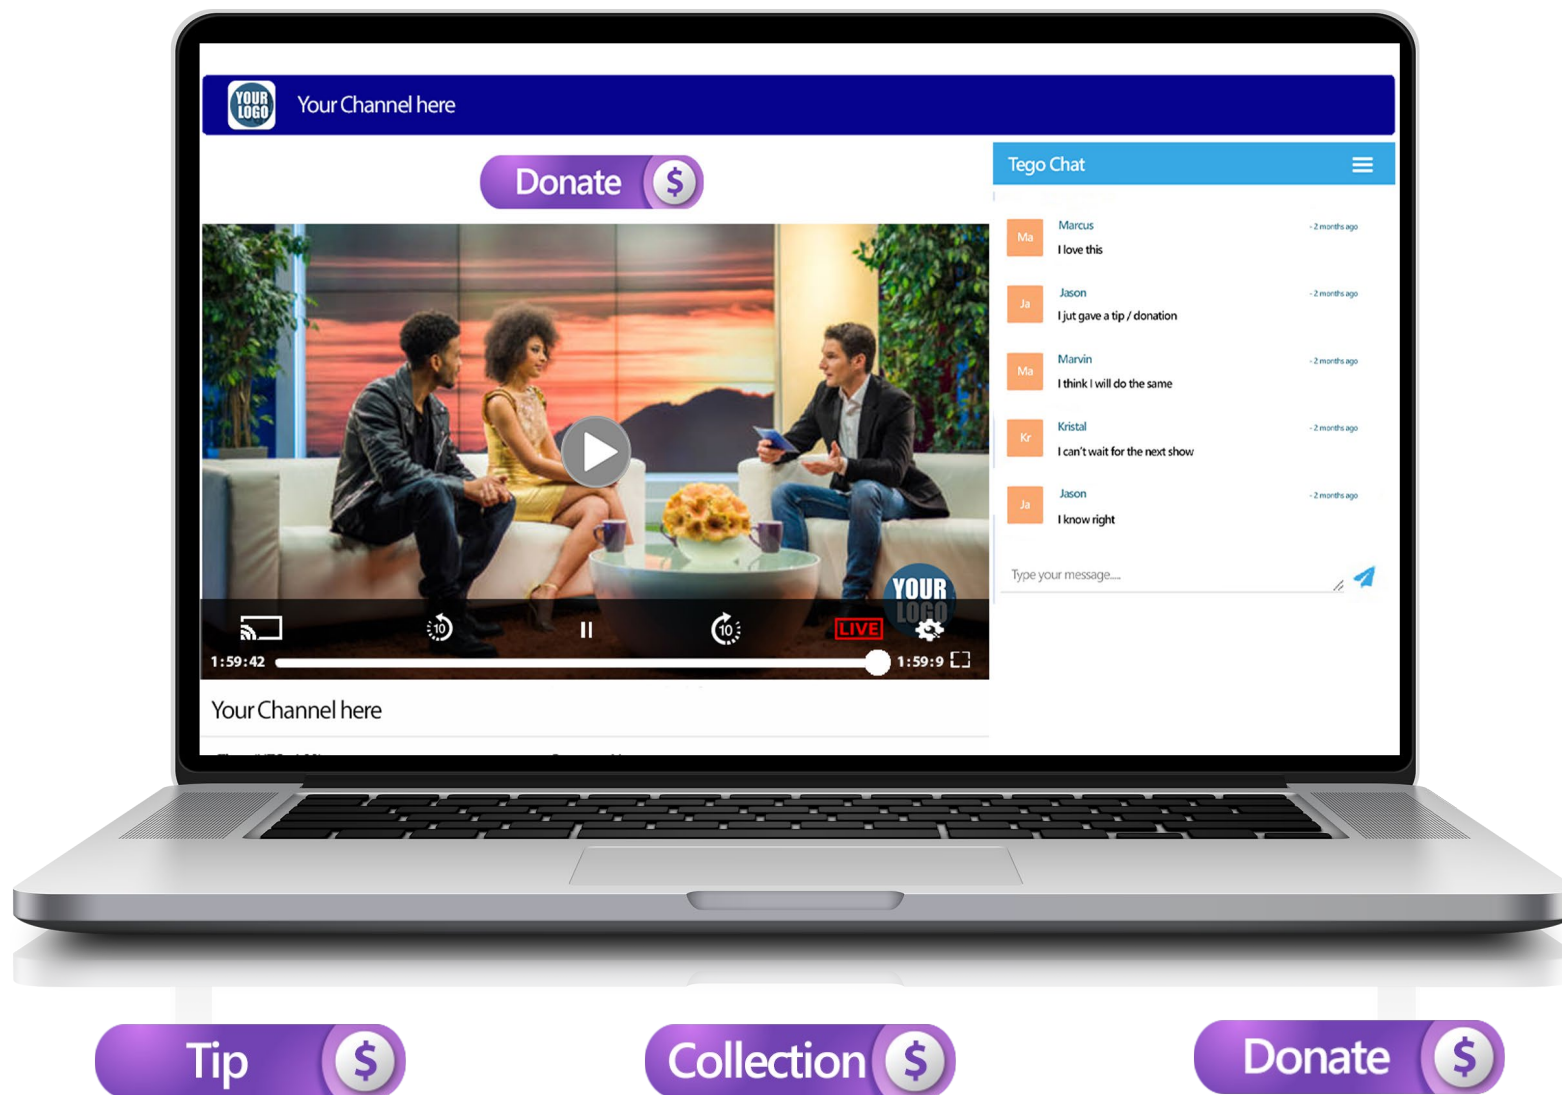 YOUR
LOGO
Your Channel here
Donate $
Tego Chat
Ma
Marcus
- 2 months ago
I love this
Ja
Jason
- 2 months ago
I jut gave a tip / donation
Ma
Marvin
- 2 months ago
I think I will do the same
Kr
Kristal
- 2 months ago
I can't wait for the next show
Ja
Jason
- 2 months ago
I know right
Type your message.....
YOUR
LOGO
10
10
LIVE
1:59:42
1:59:9
Your Channel here
Tip $
Collection $
Donate $